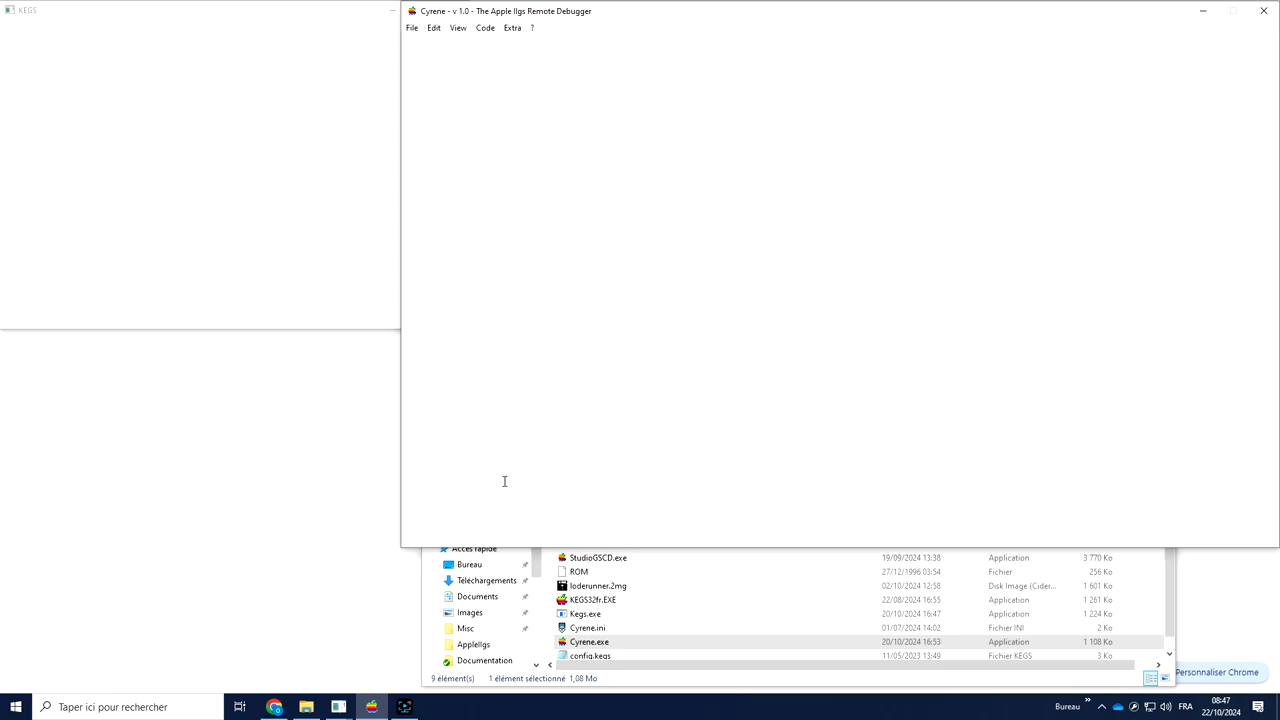 KEGS
Cyrene - v 1.0 - The Apple IIgs Remote Debugger
File Edit View Code Extra ?
Accès rapide
Bureau
Téléchargements
Documents
Images
Misc
AppleIIgs
Documentation
StudioGSCD.exe 19/09/2024 13:38 Application 3 770 Ko
ROM 27/12/1996 03:54 Fichier 256 Ko
loderunner.2mg 02/10/2024 12:58 Disk Image (Cider... 1 601 Ko
KEGS32fr.EXE 22/08/2024 16:55 Application 1 261 Ko
Kegs.exe 20/10/2024 16:47 Application 1 224 Ko
Cyrene.ini 01/07/2024 14:02 Fichier INI 2 Ko
Cyrene.exe 20/10/2024 16:53 Application 1 108 Ko
config.kegs 11/05/2023 13:49 Fichier KEGS 3 Ko
9 élément(s) 1 élément sélectionné 1,08 Mo
Personnaliser Chrome
Taper ici pour rechercher
Bureau
FRA
08:47
22/10/2024